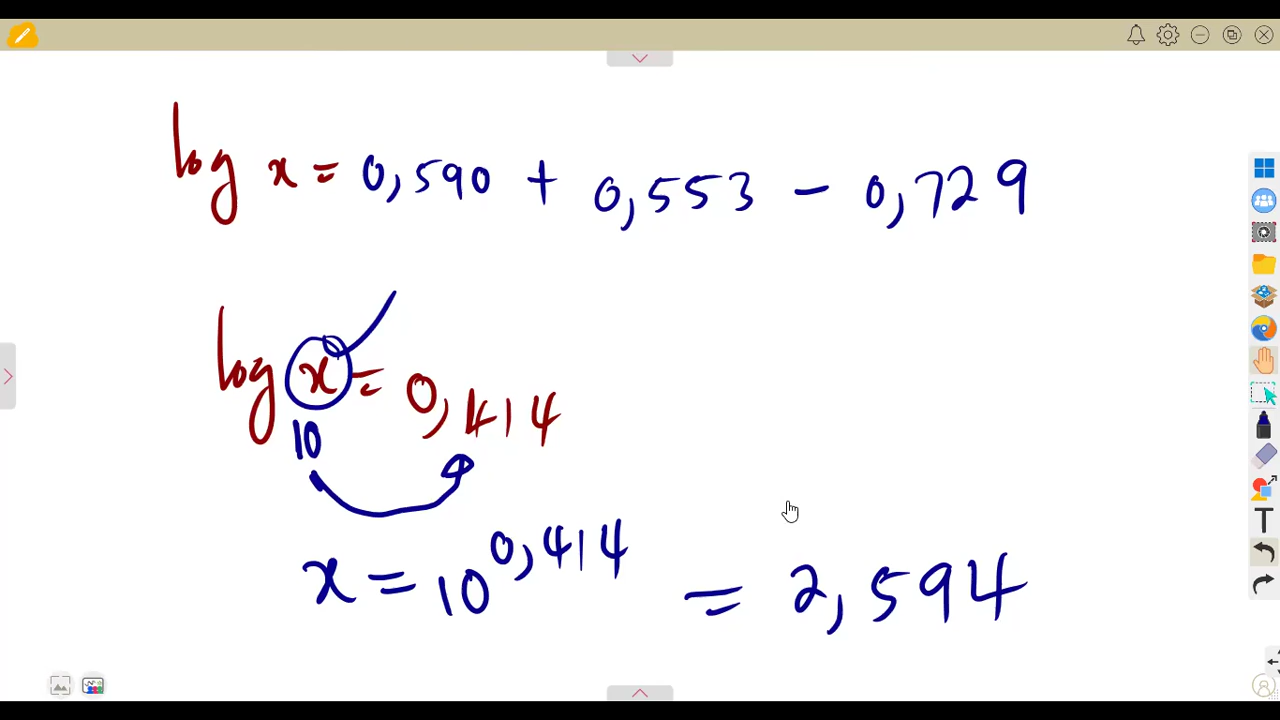 log x = 0,590 + 0,553 - 0,729
log x = 0,414
10
x = 10^0,414 = 2,594